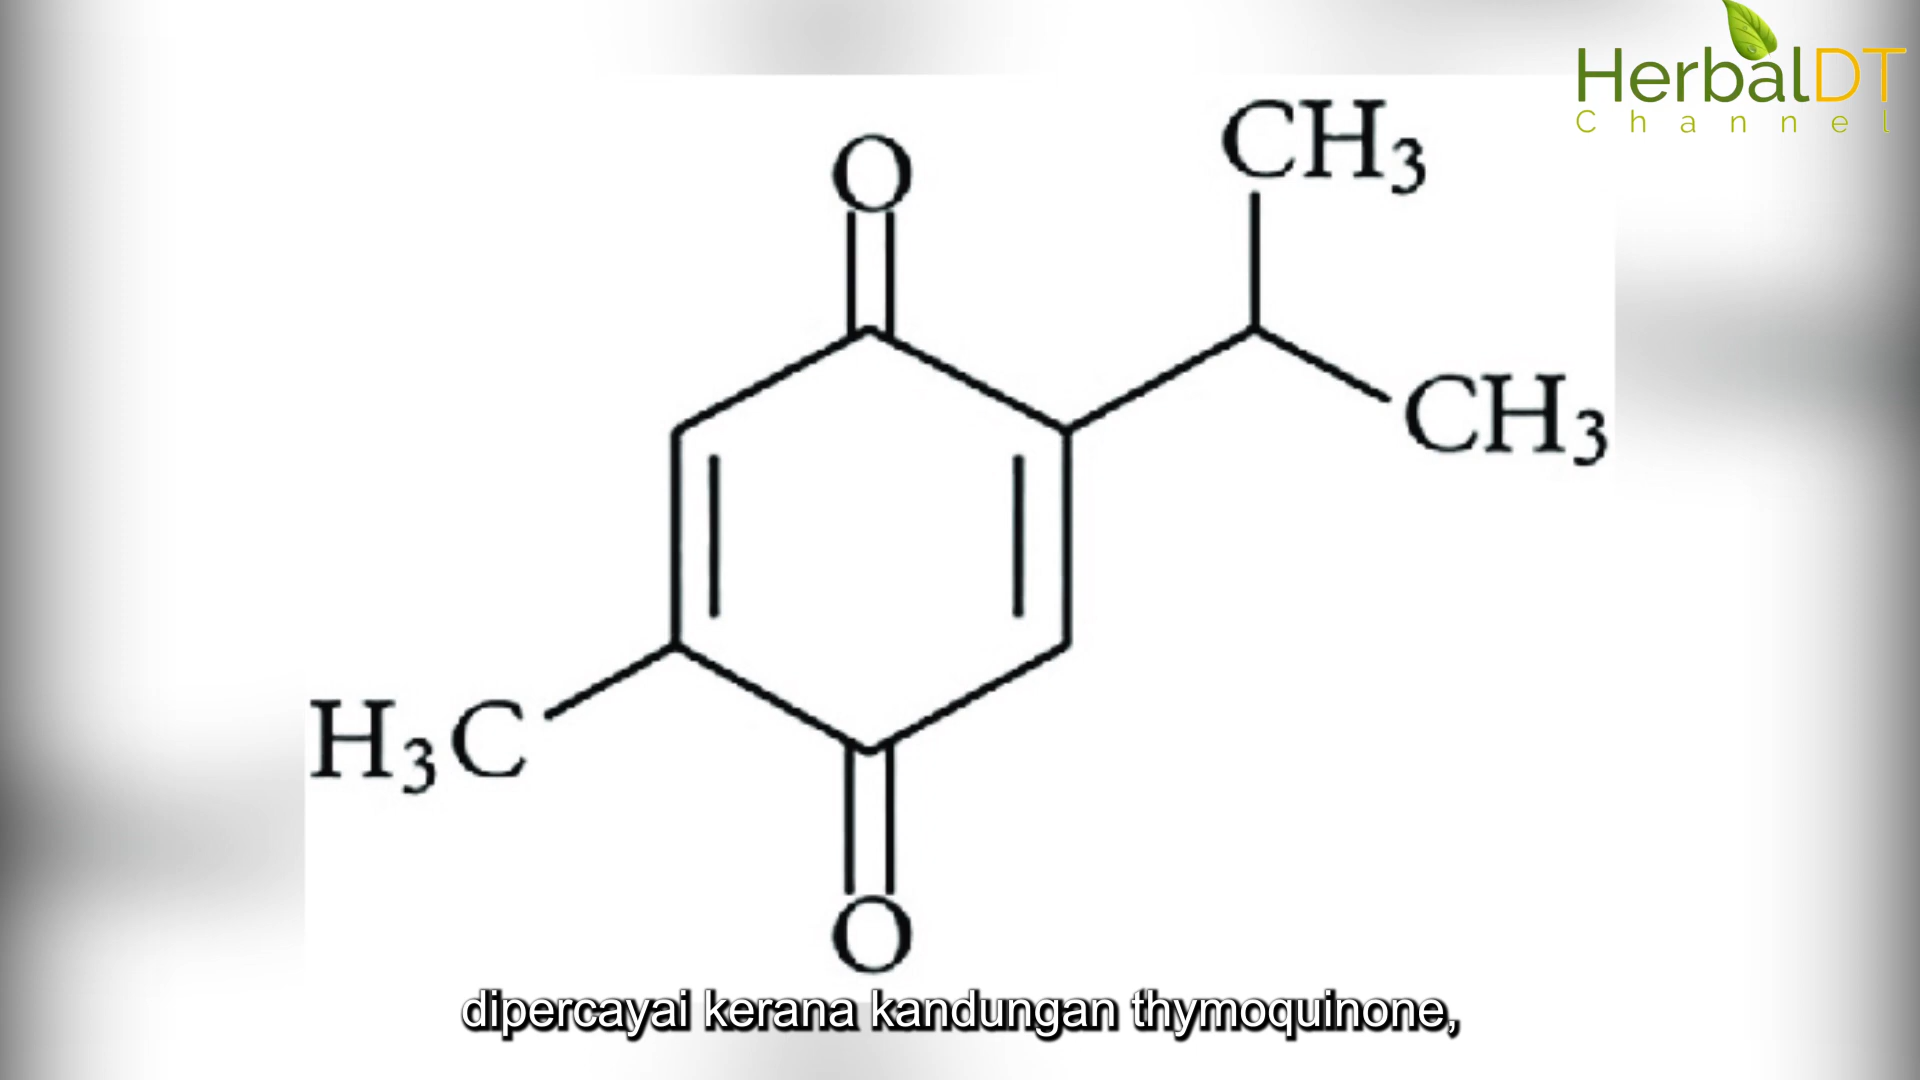 HerbalDT
Channel
O
CH3
CH3
H3C
O
dipercayai kerana kandungan thymoquinone,